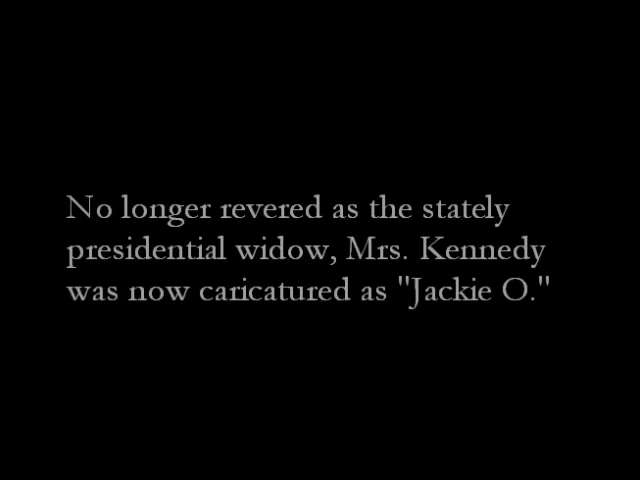 No longer revered as the stately
presidential widow, Mrs. Kennedy
was now caricatured as "Jackie O."